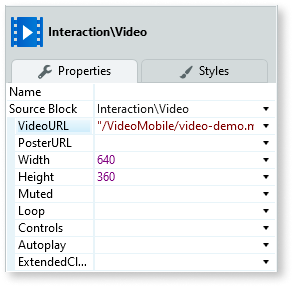 Interaction\Video
Properties Styles
Name
Source Block Interaction\Video
VideoURL "/VideoMobile/video-demo.m
PosterURL
Width 640
Height 360
Muted
Loop
Controls
Autoplay
ExtendedCl...